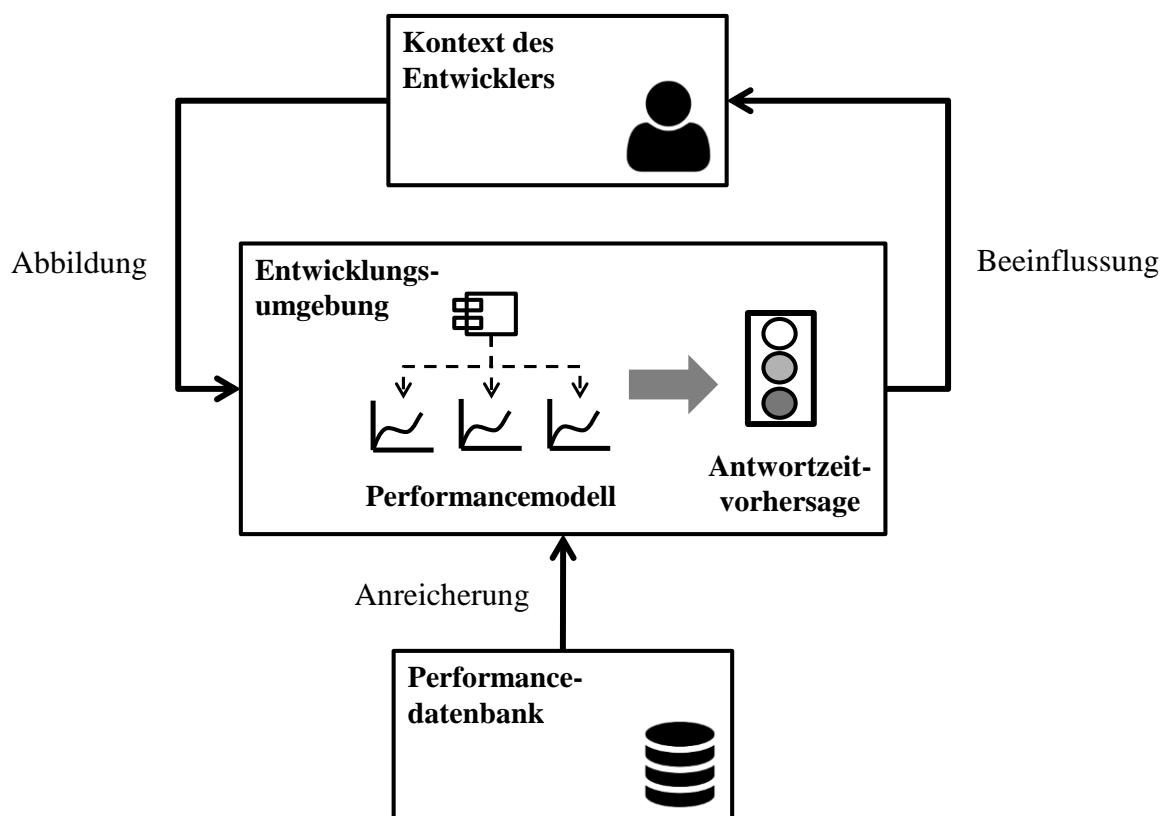 Kontext des
Entwicklers
Abbildung
Beeinflussung
Entwicklungs-
umgebung
Performancemodell
Antwortzeit-
vorhersage
Anreicherung
Performance-
datenbank